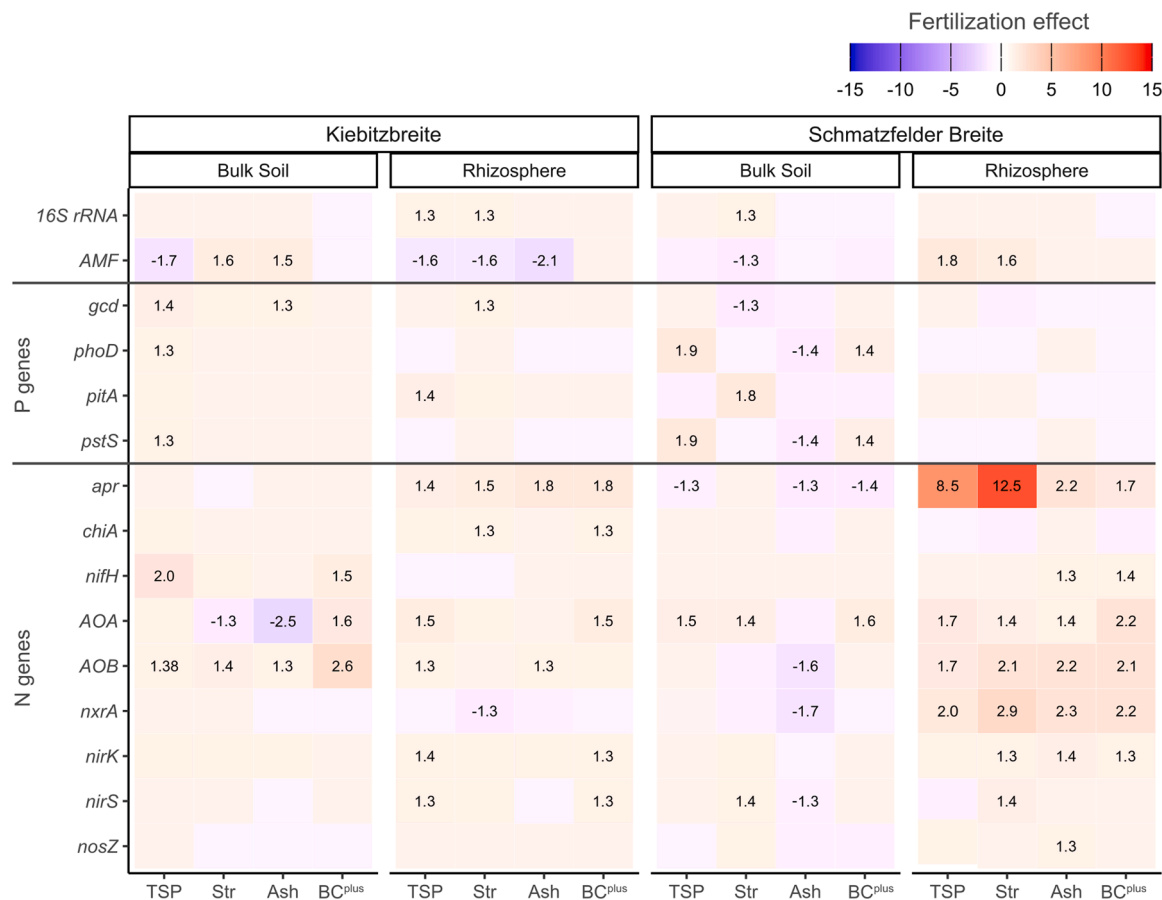 Fertilization effect
-15 -10 -5 0 5 10 15
Kiebitzbreite Schmatzfelder Breite
Bulk Soil Rhizosphere Bulk Soil Rhizosphere
16S rRNA 1.3 1.3 1.3
AMF -1.7 1.6 1.5 -1.6 -1.6 -2.1 -1.3 1.8 1.6
P genes
gcd 1.4 1.3 1.3 -1.3
phoD 1.3 1.9 -1.4 1.4
pitA 1.4 1.8
pstS 1.3 1.9 -1.4 1.4
N genes
apr 1.4 1.5 1.8 1.8 -1.3 -1.3 -1.4 8.5 12.5 2.2 1.7
chiA 1.3 1.3
nifH 2.0 1.5 1.3 1.4
AOA -1.3 -2.5 1.6 1.5 1.5 1.5 1.4 1.6 1.7 1.4 1.4 2.2
AOB 1.38 1.4 1.3 2.6 1.3 1.3 -1.6 1.7 2.1 2.2 2.1
nxrA -1.3 -1.7 2.0 2.9 2.3 2.2
nirK 1.4 1.3 1.3 1.4 1.3
nirS 1.3 1.3 1.4 -1.3 1.4
nosZ 1.3
TSP Str Ash BCplus TSP Str Ash BCplus TSP Str Ash BCplus TSP Str Ash BCplus